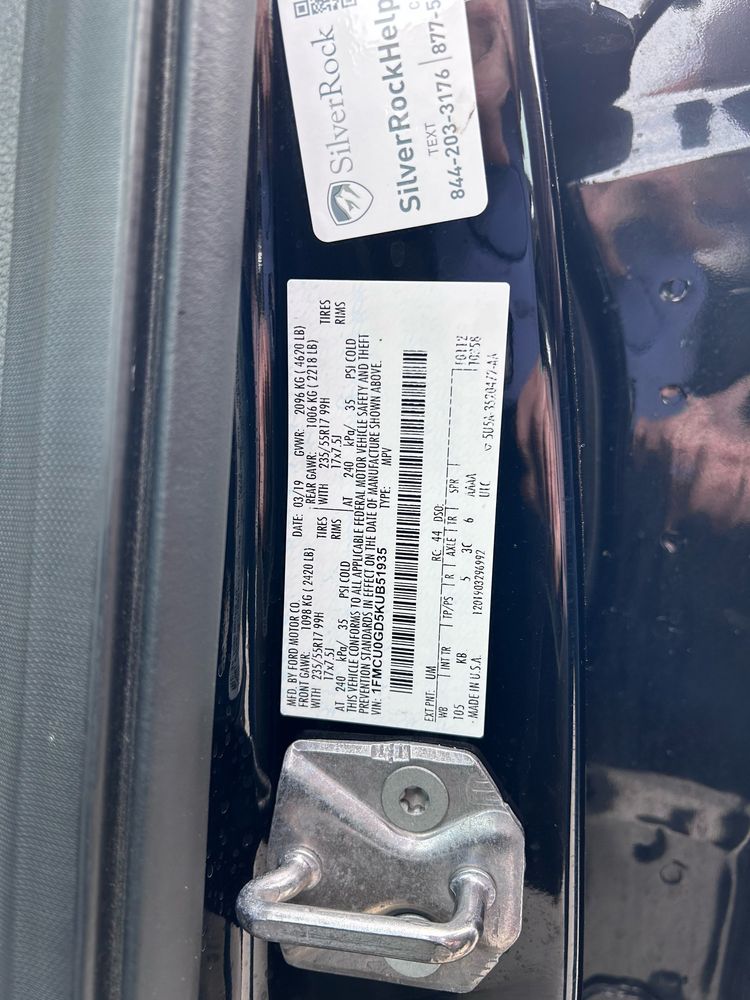 SilverRock
SilverRockHelp
TEXT
844-203-3176 | 877-5
MFD. BY FORD MOTOR CO.
DATE: 03/19 GVWR: 2096 KG ( 4620 LB)
FRONT GAWR: 1098 KG ( 2420 LB) REAR GAWR: 1006 KG ( 2218 LB)
WITH 235/55R17 99H TIRES WITH 235/55R17 99H TIRES
17x7.5J RIMS 17x7.5J RIMS
AT 240 kPa/ 35 PSI COLD AT 240 kPa/ 35 PSI COLD
THIS VEHICLE CONFORMS TO ALL APPLICABLE FEDERAL MOTOR VEHICLE SAFETY AND THEFT
PREVENTION STANDARDS IN EFFECT ON THE DATE OF MANUFACTURE SHOWN ABOVE.
VIN: 1FMCU0GD5KUB51935 TYPE: MPV
EXT PNT: UM RC: 44 DSO:
WB INT TR TP/PS R AXLE TR SPR
105 KB 5 3C 6 AAAA
MADE IN U.S.A. 1201903296992 UTC